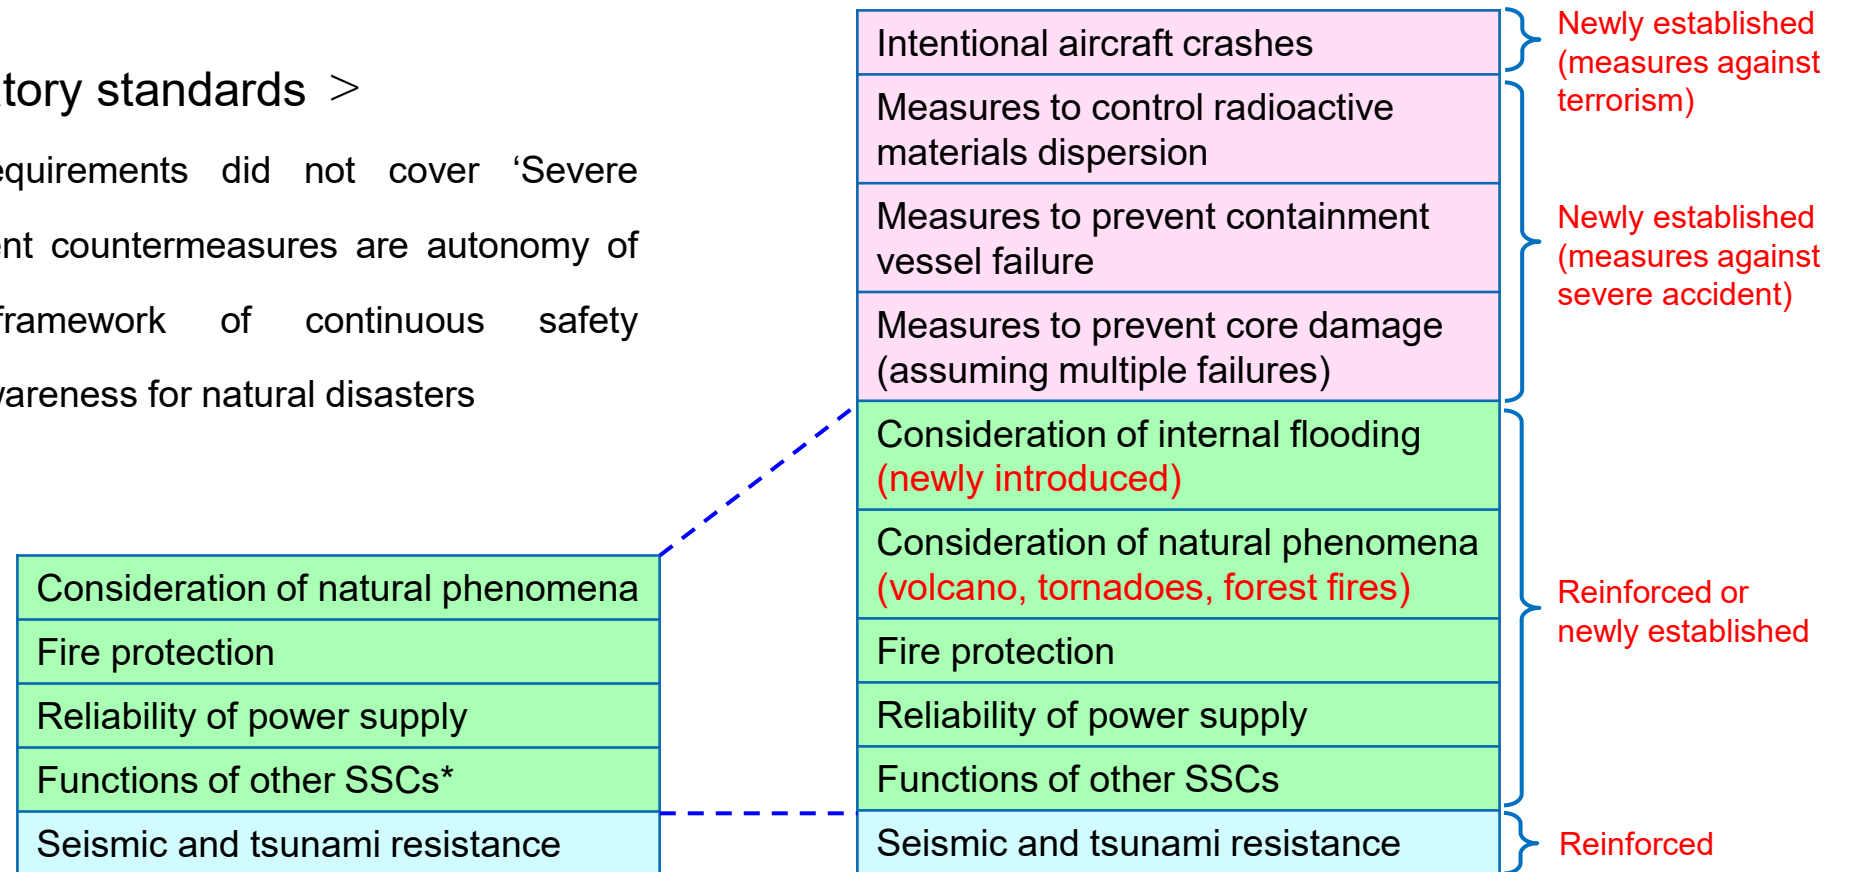 tory standards >
equirements did not cover ‘Severe
ent countermeasures are autonomy of
framework of continuous safety
wareness for natural disasters
Consideration of natural phenomena
Fire protection
Reliability of power supply
Functions of other SSCs*
Seismic and tsunami resistance
Intentional aircraft crashes
Measures to control radioactive
materials dispersion
Measures to prevent containment
vessel failure
Measures to prevent core damage
(assuming multiple failures)
Consideration of internal flooding
(newly introduced)
Consideration of natural phenomena
(volcano, tornadoes, forest fires)
Fire protection
Reliability of power supply
Functions of other SSCs
Seismic and tsunami resistance
Newly established
(measures against
terrorism)
Newly established
(measures against
severe accident)
Reinforced or
newly established
Reinforced